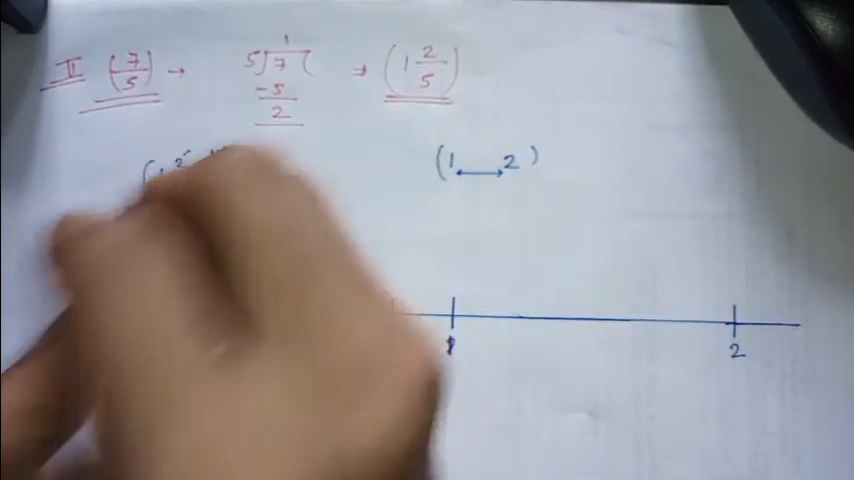 II (7/5) → 5)7( 1 ⇒ (1 2/5)
-5
2
(1 ⟷ 2)
1 2